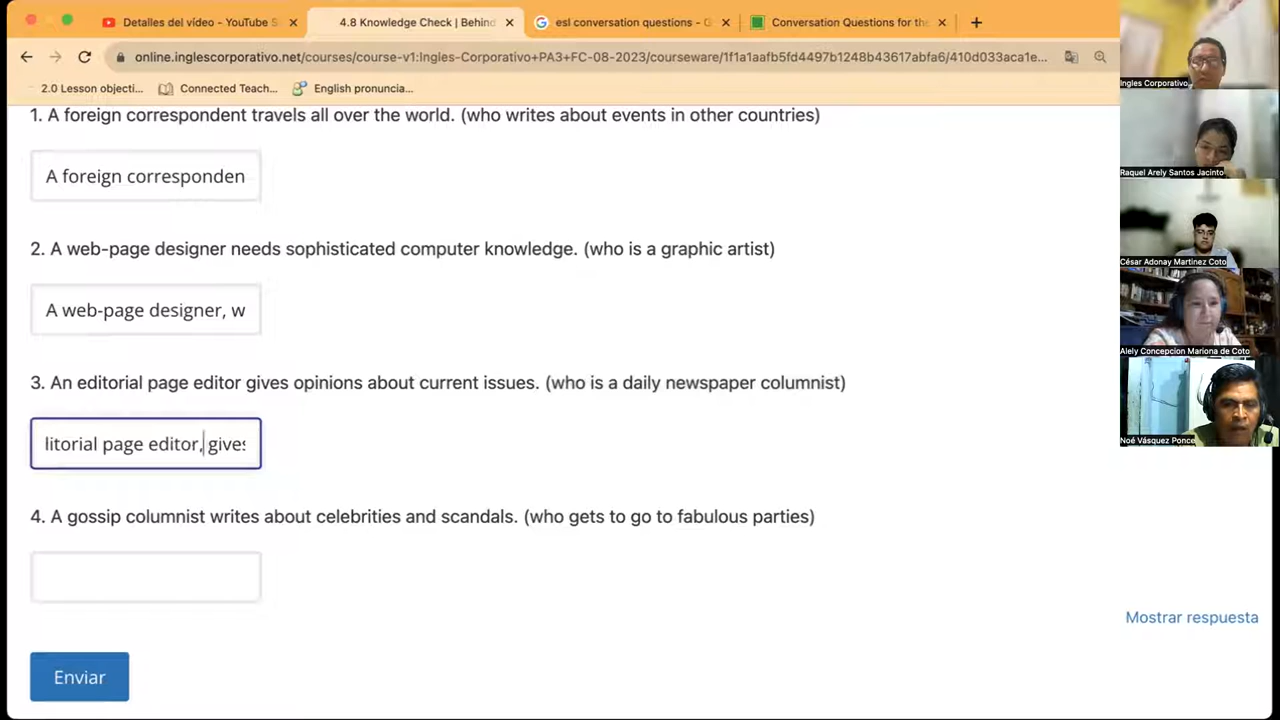 Detalles del vídeo - YouTube S
4.8 Knowledge Check | Behin
esl conversation questions - G
Conversation Questions for the
online.inglescorporativo.net/courses/course-v1:Ingles-Corporativo+PA3+FC-08-2023/courseware/1f1a1aafb5fd4497b1248b43617abfa6/410d033aca1e...
2.0 Lesson objecti...
Connected Teach...
English pronuncia...
1. A foreign correspondent travels all over the world. (who writes about events in other countries)
A foreign corresponden
2. A web-page designer needs sophisticated computer knowledge. (who is a graphic artist)
A web-page designer, w
3. An editorial page editor gives opinions about current issues. (who is a daily newspaper columnist)
litorial page editor, gives
4. A gossip columnist writes about celebrities and scandals. (who gets to go to fabulous parties)
Mostrar respuesta
Enviar
Ingles Corporativo
Raquel Arely Santos Jacinto
César Adonay Martinez Coto
Alely Concepcion Mariona de Coto
Noé Vásquez Ponce